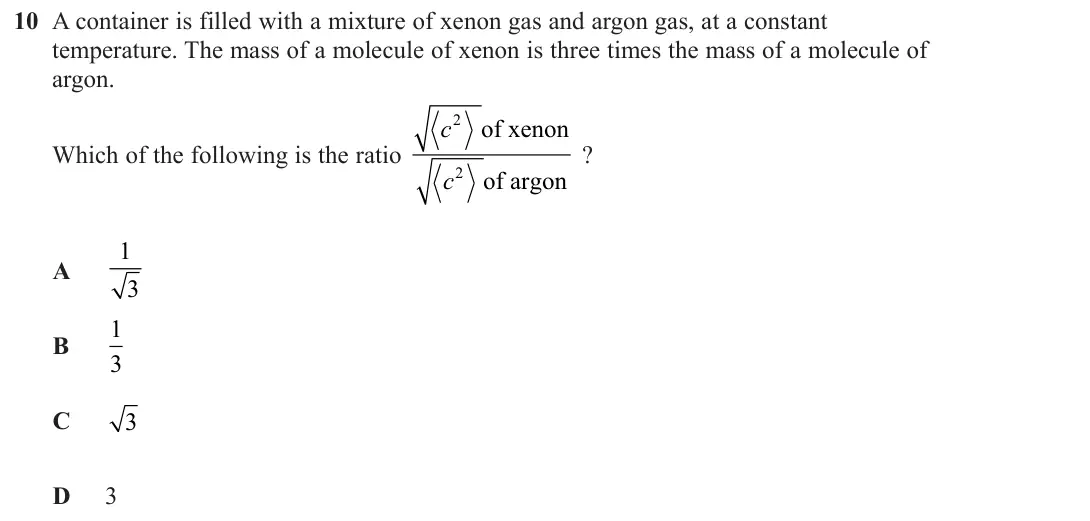 10 A container is filled with a mixture of xenon gas and argon gas, at a constant
temperature. The mass of a molecule of xenon is three times the mass of a molecule of
argon.
Which of the following is the ratio √⟨c²⟩ of xenon / √⟨c²⟩ of argon ?
A 1/√3
B 1/3
C √3
D 3